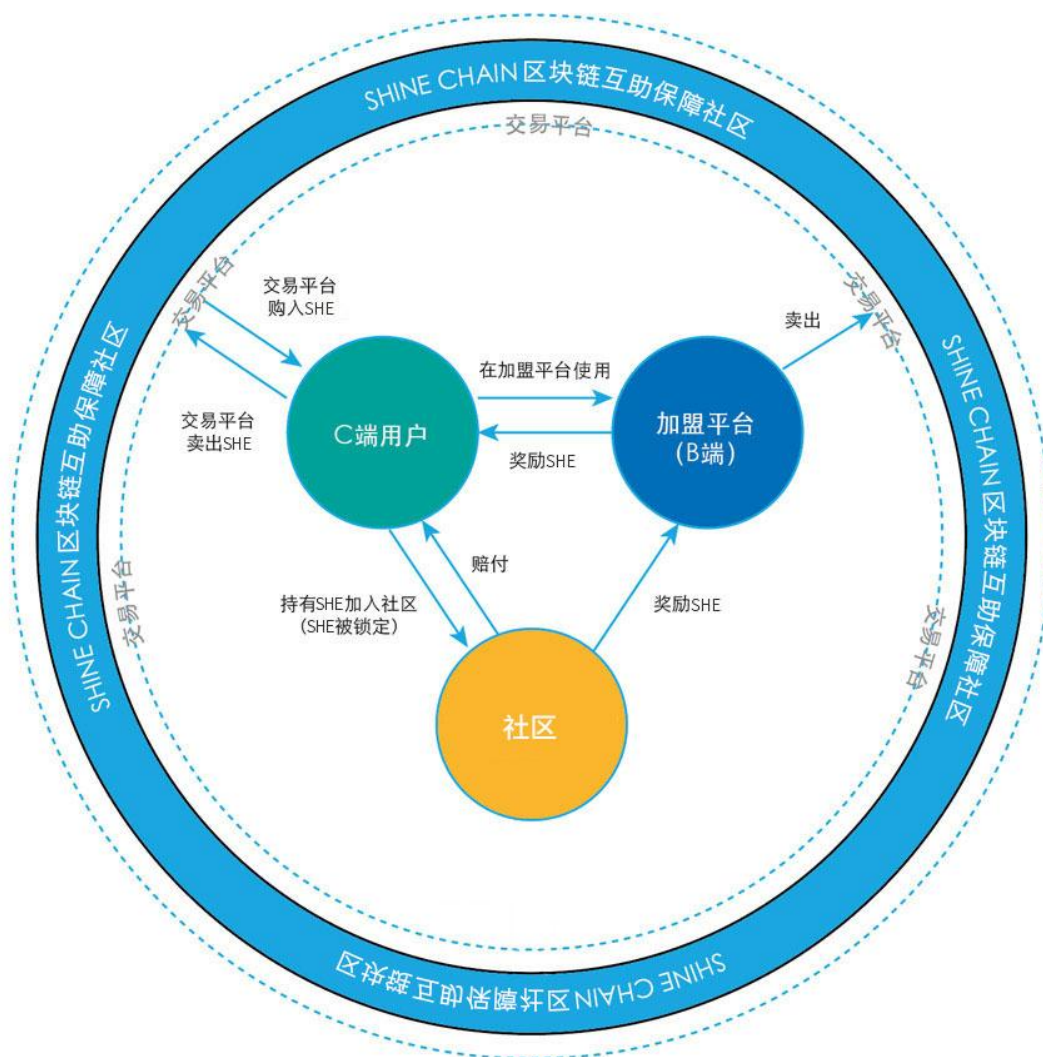 SHINE CHAIN区块链互助保障社区
交易平台
交易平台
交易平台
购入SHE
交易平台
卖出SHE
C端用户
在加盟平台使用
奖励SHE
加盟平台
(B端)
卖出
交易平台
SHINE CHAIN区块链互助保障社区
SHINE CHAIN区块链互助保障社区
交易平台
持有SHE加入社区
(SHE被锁定)
赔付
奖励SHE
交易平台
社区
SHINE CHAIN区块链互助保障社区